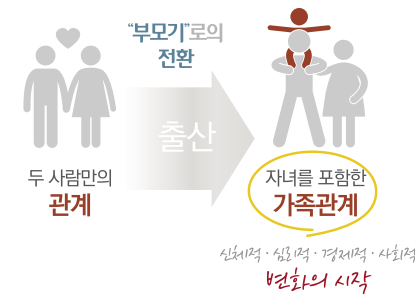 “부모기”로의
전환
출산
두 사람만의
관계
자녀를 포함한
가족관계
신체적 · 심리적 · 경제적 · 사회적
변화의 시작